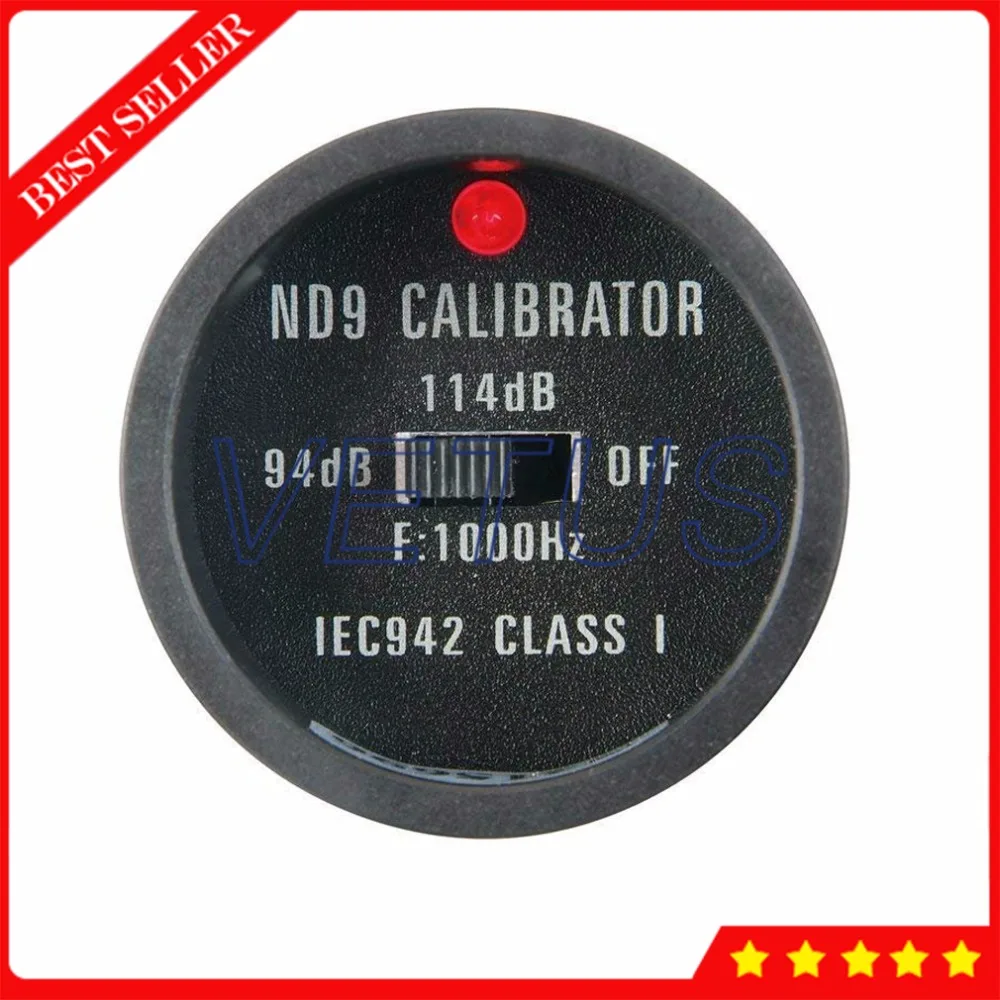 BEST SELLER
ND9 CALIBRATOR
114dB
94dB OFF
VETUS
F:1000Hz
IEC942 CLASS I